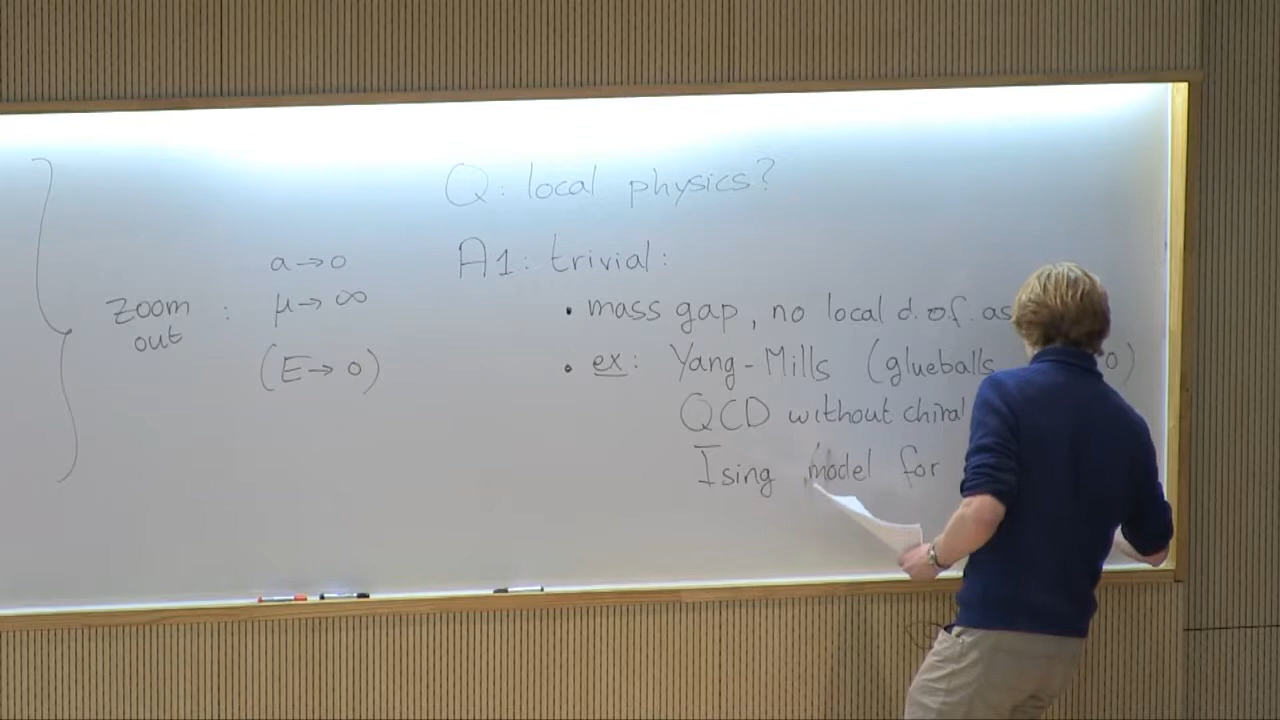 a→0
zoom out : μ→∞
(E→0)
Q: local physics?
A1: trivial:
• mass gap, no local d.o.f. as
• ex: Yang-Mills (glueballs 0)
QCD without chiral
Ising model for